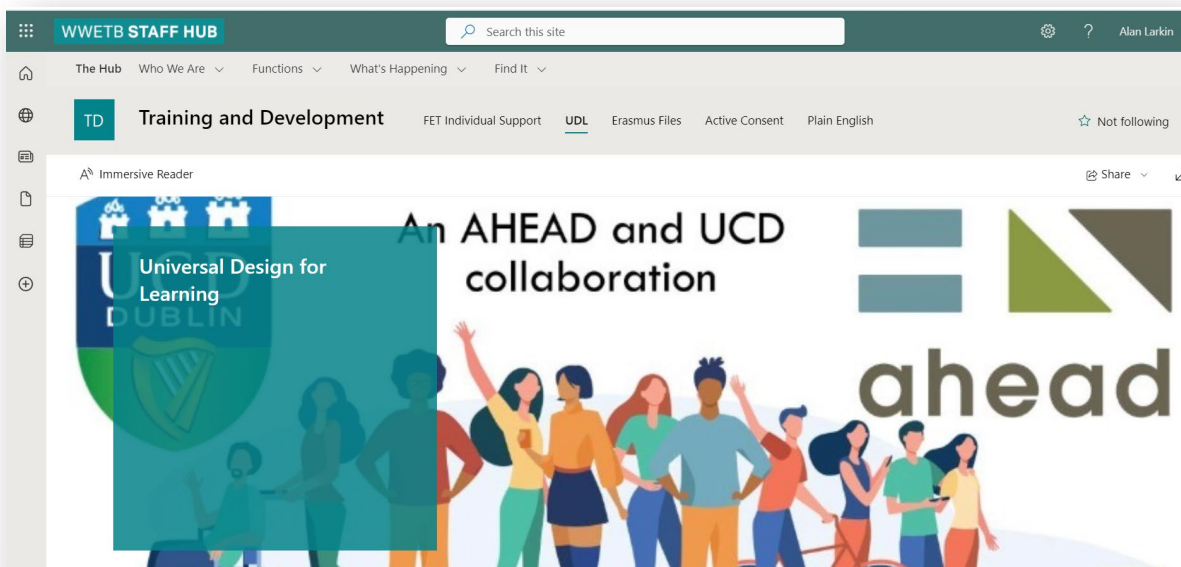 WWETB STAFF HUB
Search this site
? Alan Larkin
The Hub Who We Are Functions What's Happening Find It
TD Training and Development FET Individual Support UDL Erasmus Files Active Consent Plain English Not following
Immersive Reader Share
An AHEAD and UCD
collaboration
Universal Design for
Learning
UCD
DUBLIN
ahead